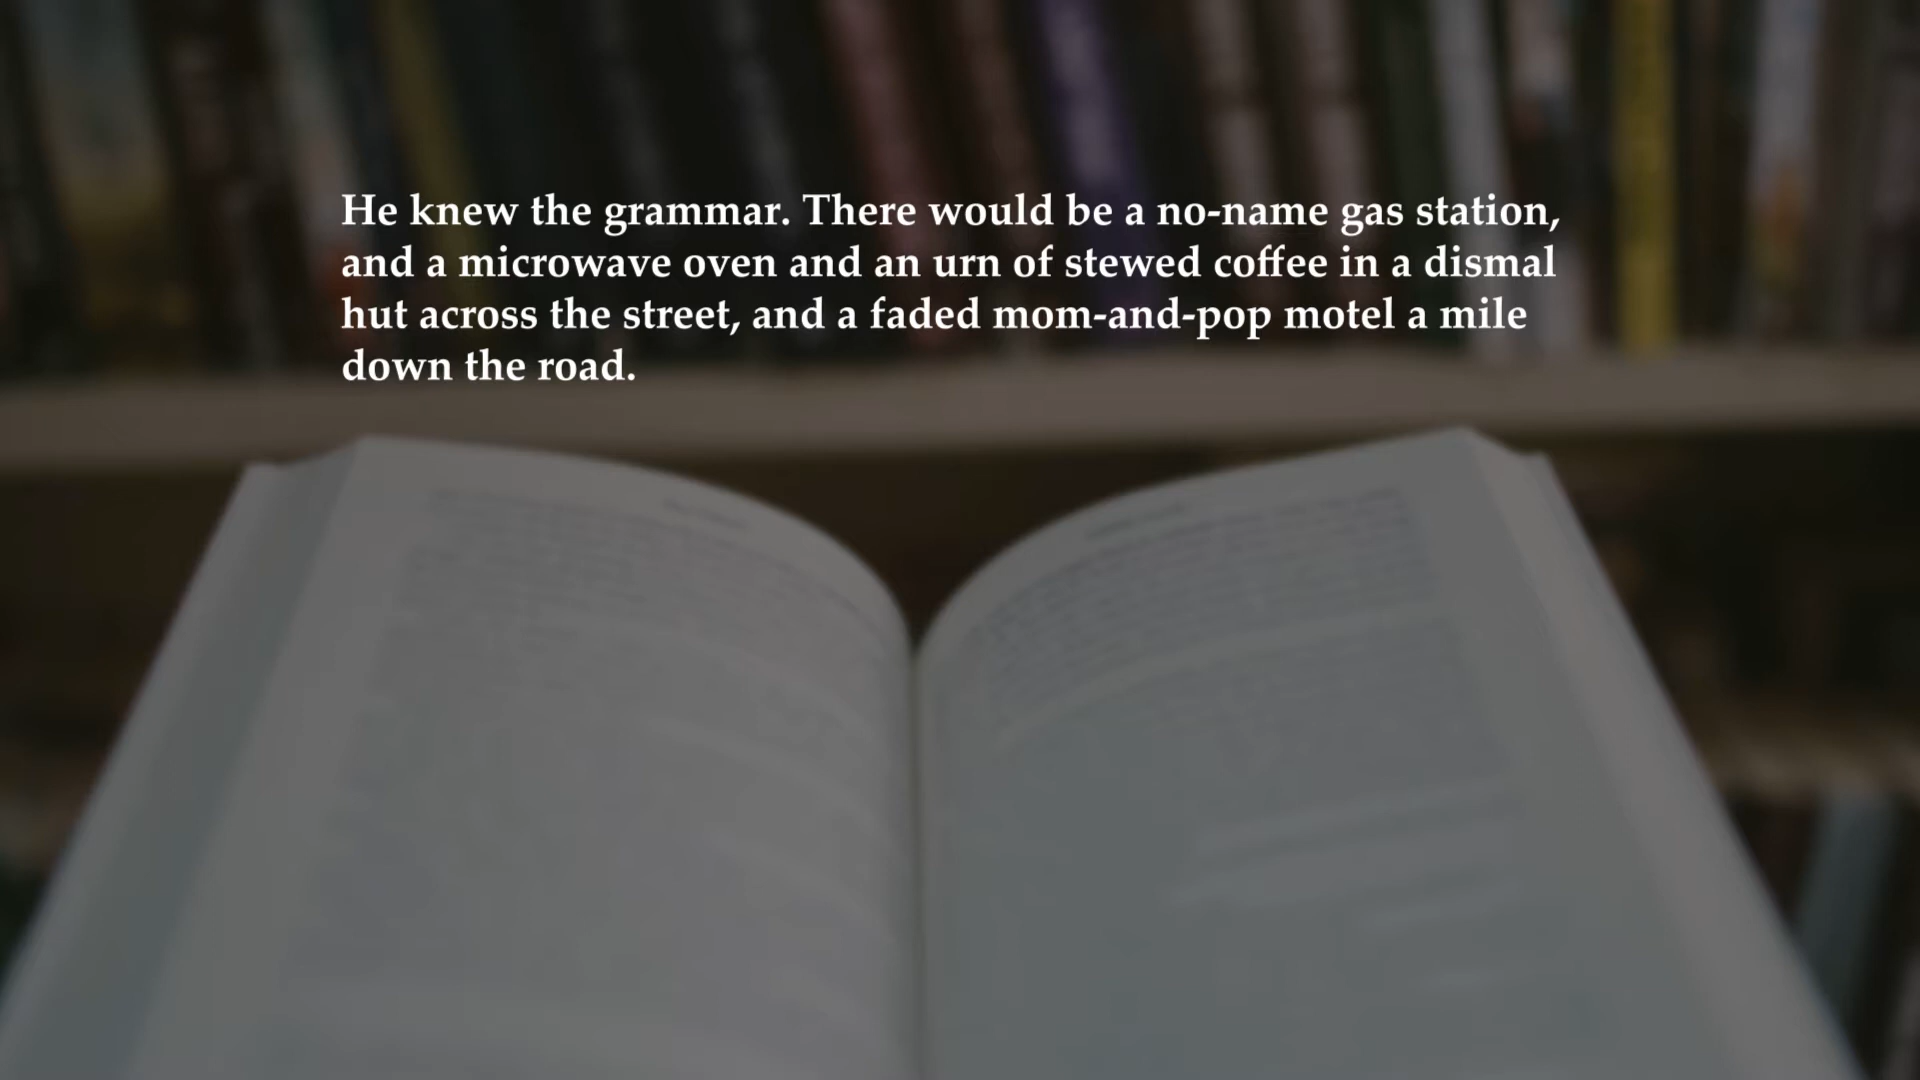 He knew the grammar. There would be a no-name gas station,
and a microwave oven and an urn of stewed coffee in a dismal
hut across the street, and a faded mom-and-pop motel a mile
down the road.